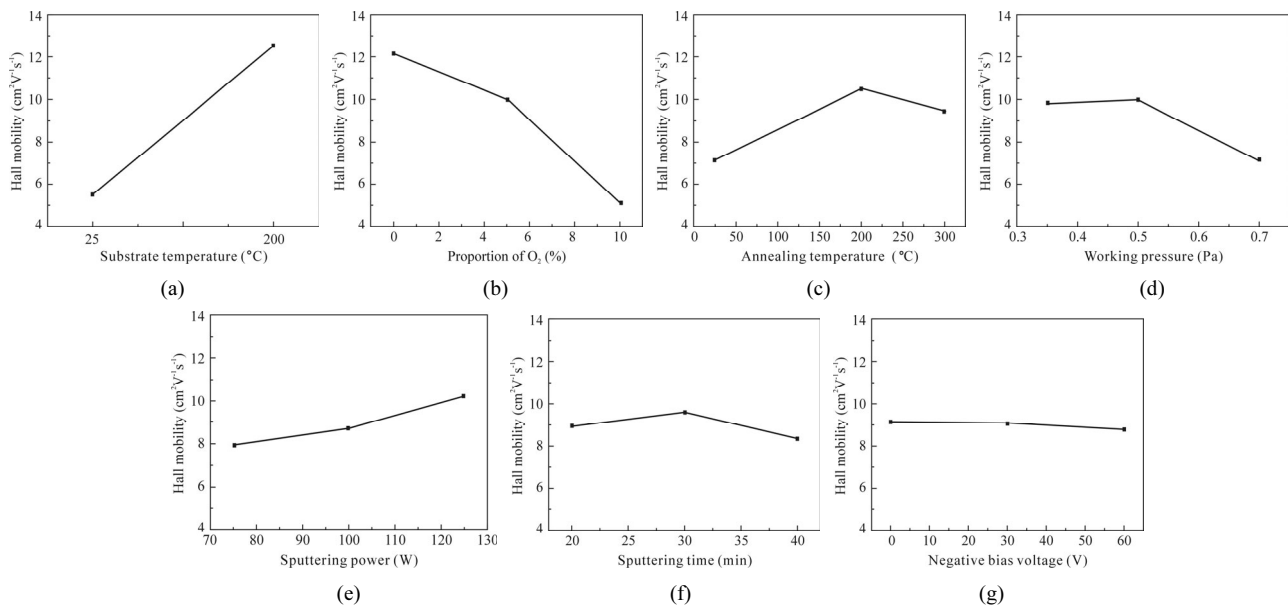 14
12
10
8
6
4
Hall mobility (cm²V⁻¹s⁻¹)
25 200
Substrate temperature (°C)
(a)
14
12
10
8
6
4
Hall mobility (cm²V⁻¹s⁻¹)
0 2 4 6 8 10
Proportion of O₂ (%)
(b)
14
12
10
8
6
4
Hall mobility (cm²V⁻¹s⁻¹)
0 50 100 150 200 250 300
Annealing temperature (°C)
(c)
14
12
10
8
6
4
Hall mobility (cm²V⁻¹s⁻¹)
0.3 0.4 0.5 0.6 0.7
Working pressure (Pa)
(d)
14
12
10
8
6
4
Hall mobility (cm²V⁻¹s⁻¹)
70 80 90 100 110 120 130
Sputtering power (W)
(e)
14
12
10
8
6
4
Hall mobility (cm²V⁻¹s⁻¹)
20 25 30 35 40
Sputtering time (min)
(f)
14
12
10
8
6
4
Hall mobility (cm²V⁻¹s⁻¹)
0 10 20 30 40 50 60
Negative bias voltage (V)
(g)